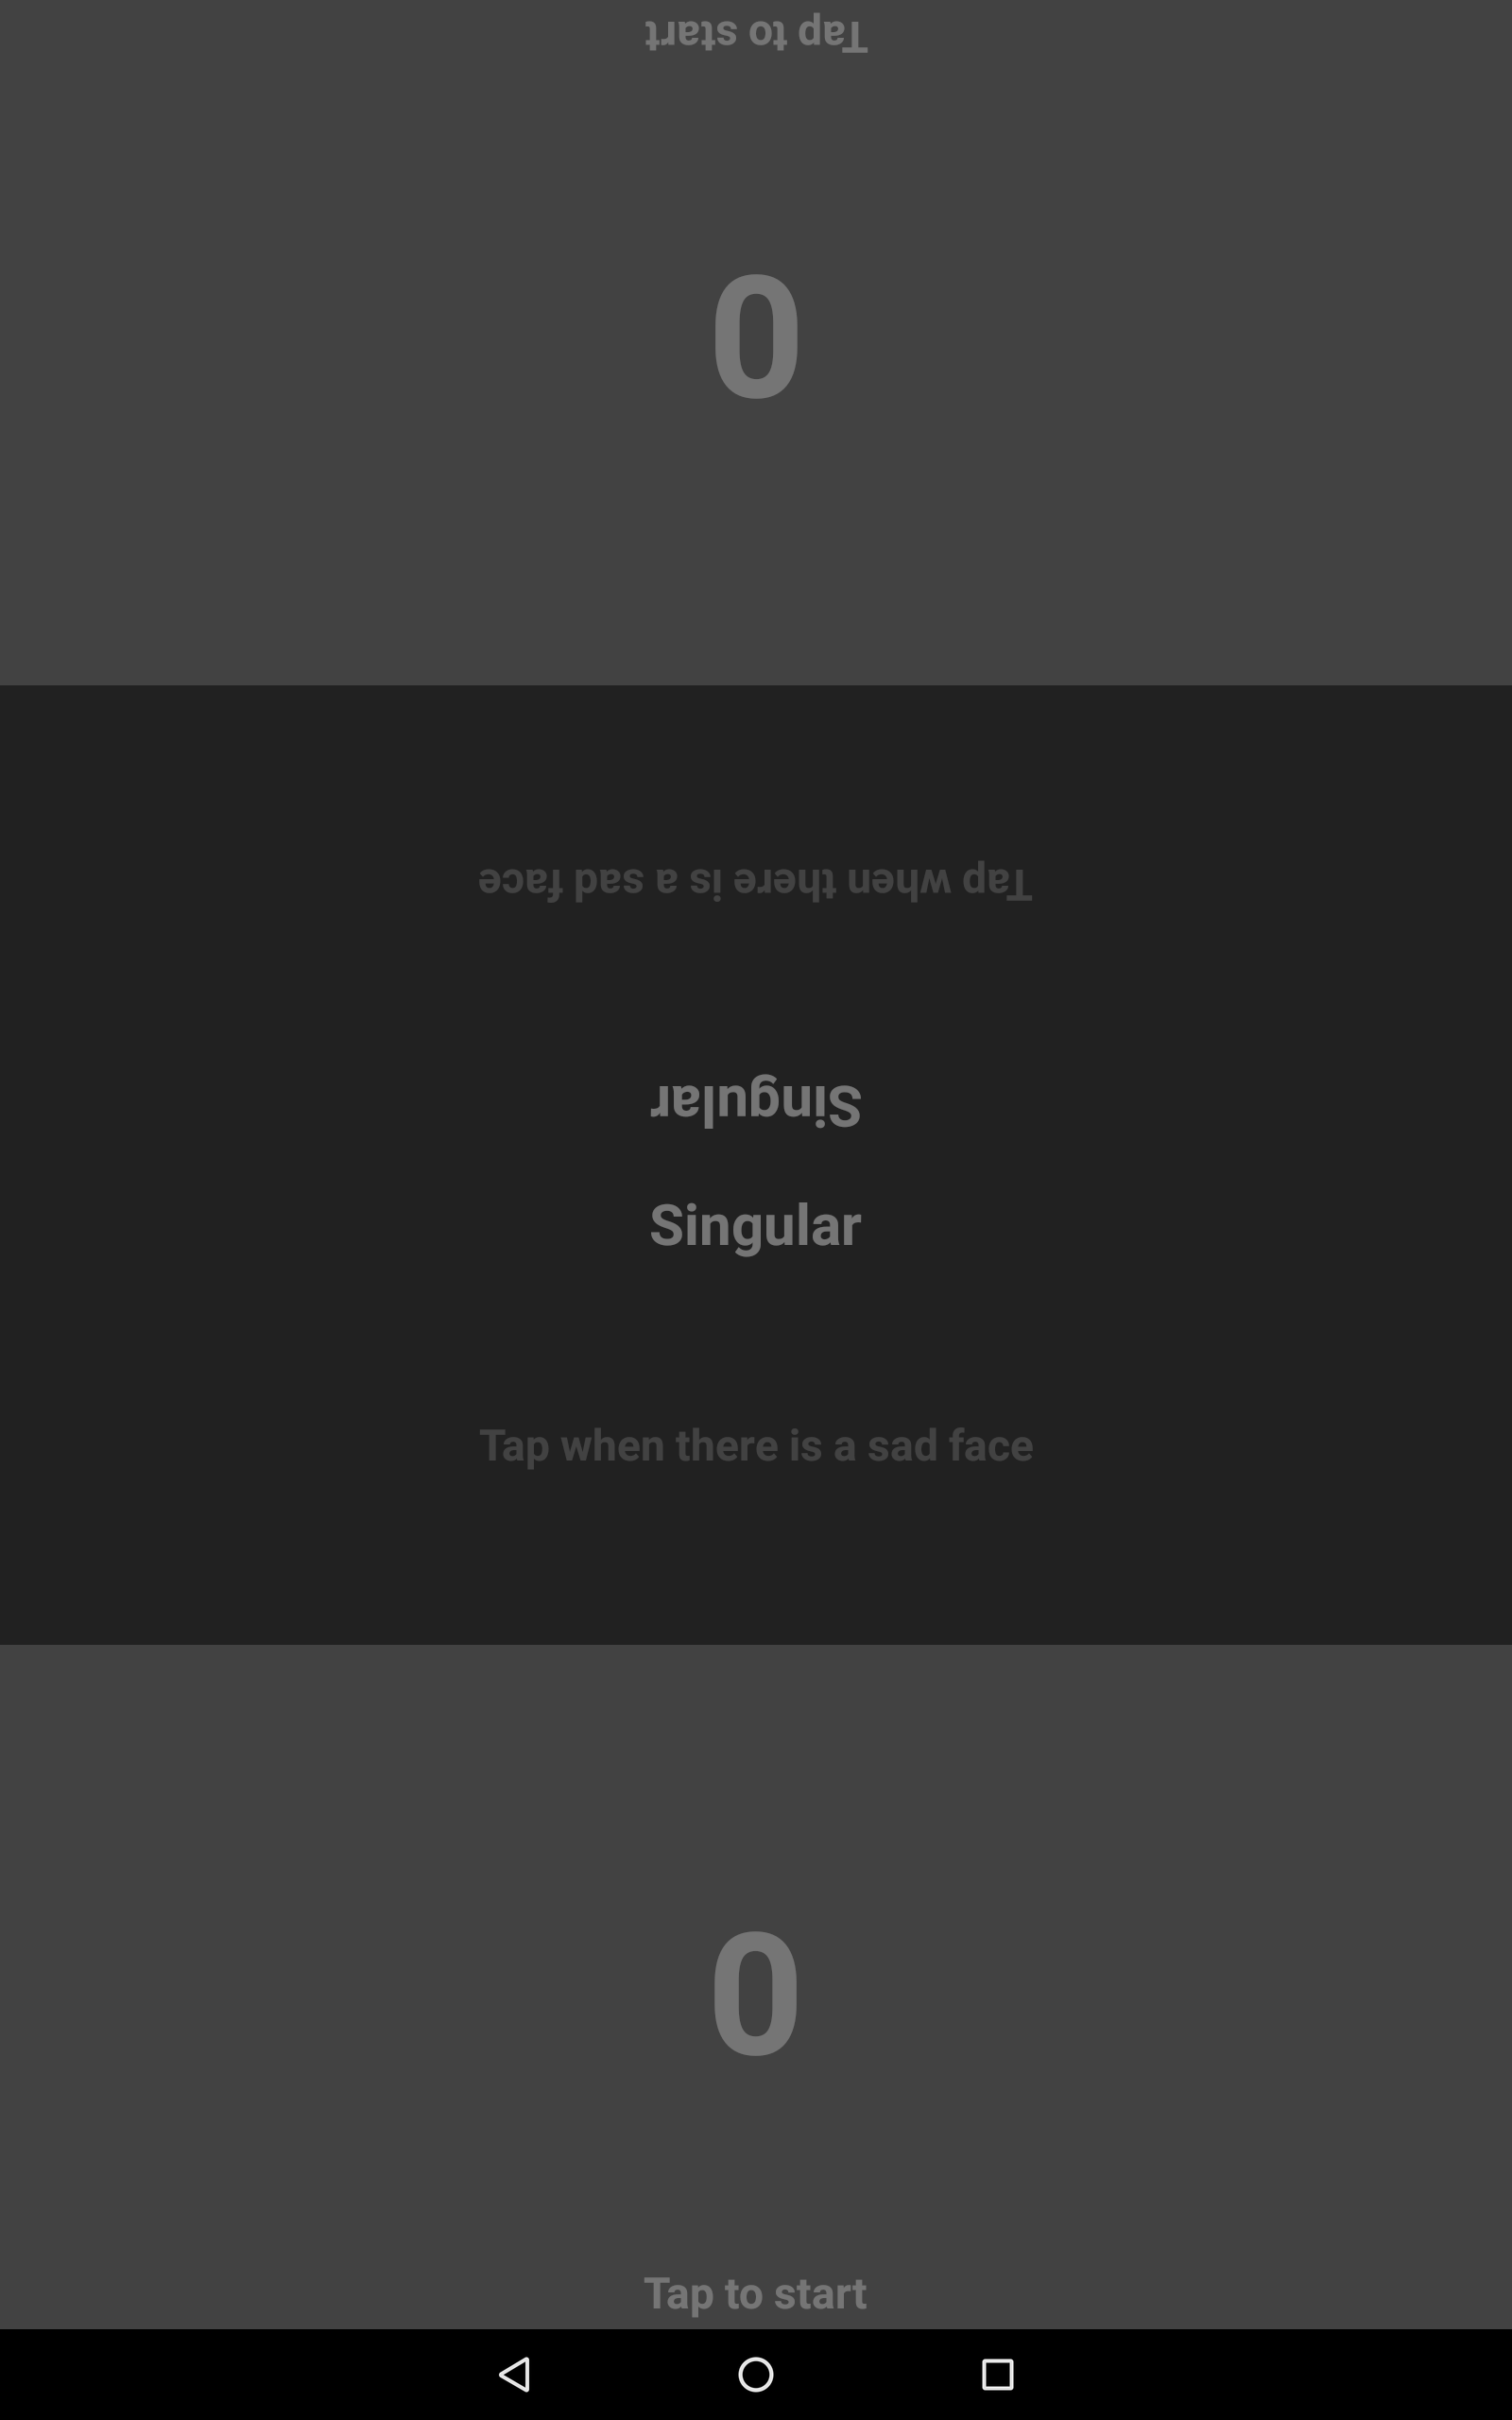 Tap to start
0
Tap when there is a sad face
Singular
Singular
Tap when there is a sad face
0
Tap to start